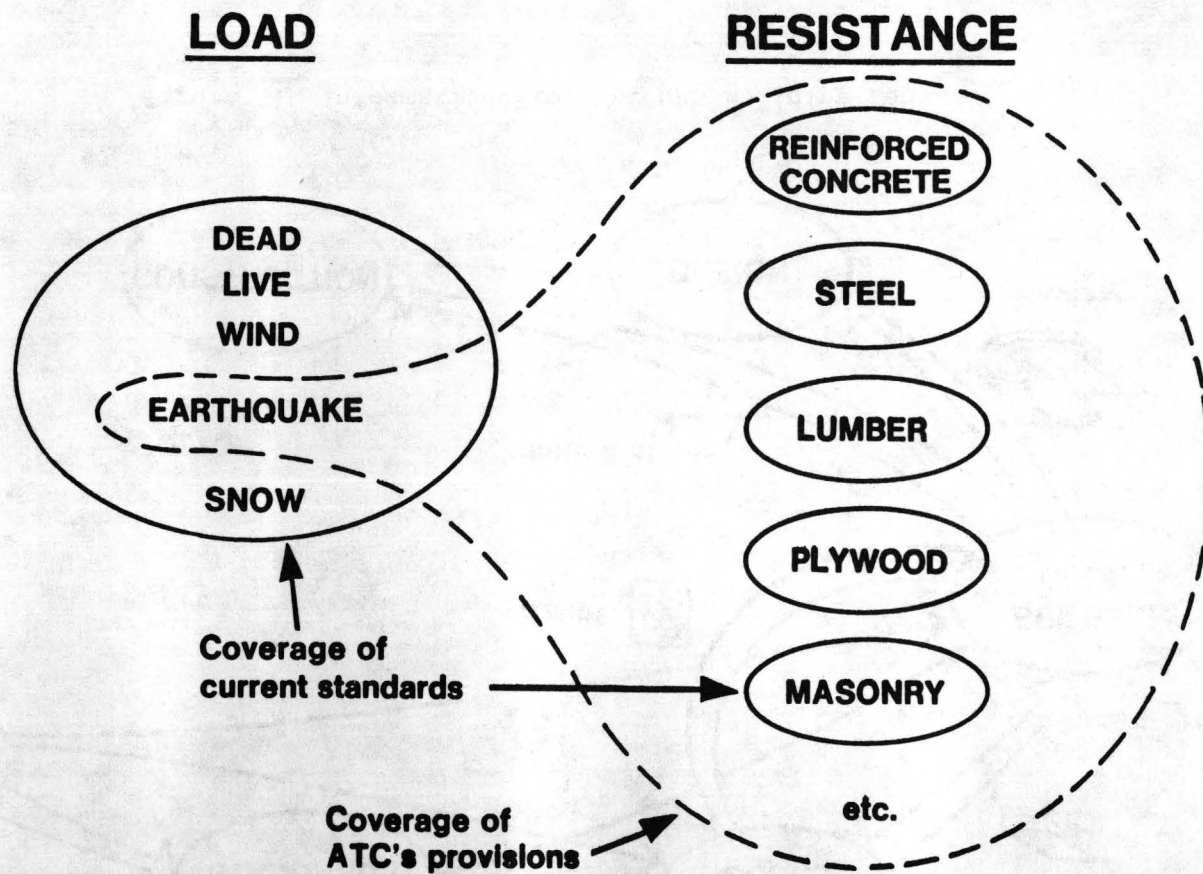 LOAD
RESISTANCE
DEAD
LIVE
WIND
EARTHQUAKE
SNOW
REINFORCED
CONCRETE
STEEL
LUMBER
PLYWOOD
MASONRY
etc.
Coverage of
current standards
Coverage of
ATC's provisions